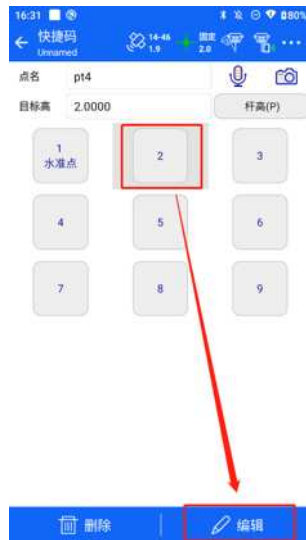 16:31 80%
快捷码 14-46 固定
Unnamed 1.9 2.0
点名 pt4
目标高 2.0000 杆高(P)
1 2 3
水准点
4 5 6
7 8 9
删除 编辑